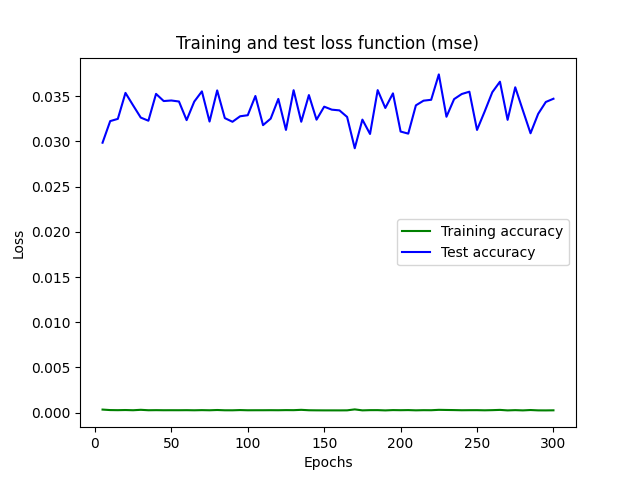 Training and test loss function (mse)
0.035
0.030
0.025
0.020
0.015
0.010
0.005
0.000
Loss
Training accuracy
Test accuracy
0 50 100 150 200 250 300
Epochs